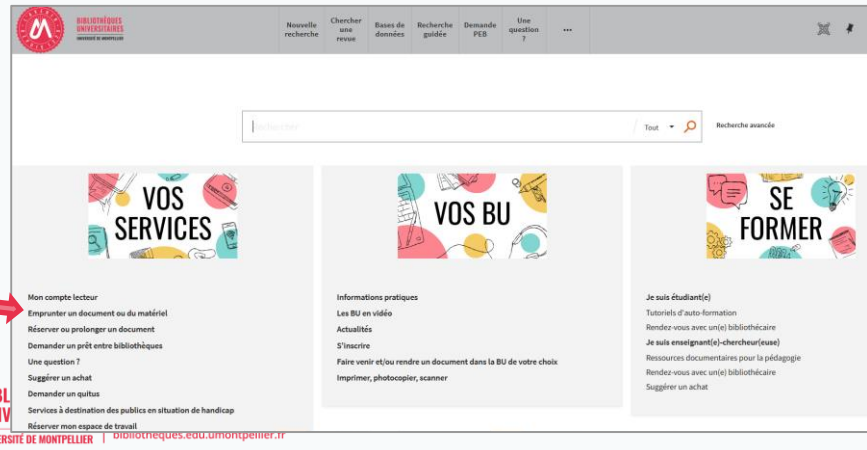 BIBLIOTHÈQUES
UNIVERSITAIRES
UNIVERSITÉ DE MONTPELLIER
Nouvelle
recherche
Chercher
une
revue
Bases de
données
Recherche
guidée
Demande
PEB
Une
question
?
...
Tout
Recherche avancée
VOS
SERVICES
Mon compte lecteur
Emprunter un document ou du matériel
Réserver ou prolonger un document
Demander un prêt entre bibliothèques
Une question ?
Suggérer un achat
Demander un quitus
Services à destination des publics en situation de handicap
Réserver mon espace de travail
VOS BU
Informations pratiques
Les BU en vidéo
Actualités
S'inscrire
Faire venir et/ou rendre un document dans la BU de votre choix
Imprimer, photocopier, scanner
SE
FORMER
Je suis étudiant(e)
Tutoriels d'auto-formation
Rendez-vous avec un(e) bibliothécaire
Je suis enseignant(e)-chercheur(euse)
Ressources documentaires pour la pédagogie
Rendez-vous avec un(e) bibliothécaire
Suggérer un achat
BL
IV
ERSITÉ DE MONTPELLIER | bibliotheques.edu.umontpellier.fr